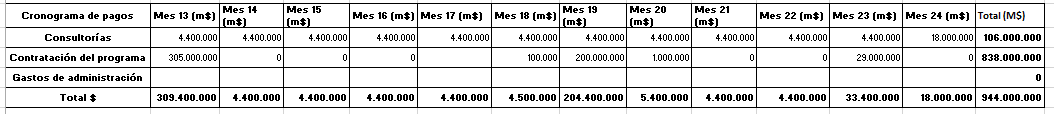 Cronograma de pagos Mes 13 (m$) Mes 14 (m$) Mes 15 (m$) Mes 16 (m$) Mes 17 (m$) Mes 18 (m$) Mes 19 (m$) Mes 20 (m$) Mes 21 (m$) Mes 22 (m$) Mes 23 (m$) Mes 24 (m$) Total (M$)
Consultorías 4.400.000 4.400.000 4.400.000 4.400.000 4.400.000 4.400.000 4.400.000 4.400.000 4.400.000 4.400.000 4.400.000 18.000.000 106.000.000
Contratación del programa 305.000.000 0 0 0 100.000 200.000.000 1.000.000 0 29.000.000 0 838.000.000
Gastos de administración 0
Total $ 309.400.000 4.400.000 4.400.000 4.400.000 4.400.000 4.500.000 204.400.000 5.400.000 4.400.000 4.400.000 33.400.000 18.000.000 944.000.000